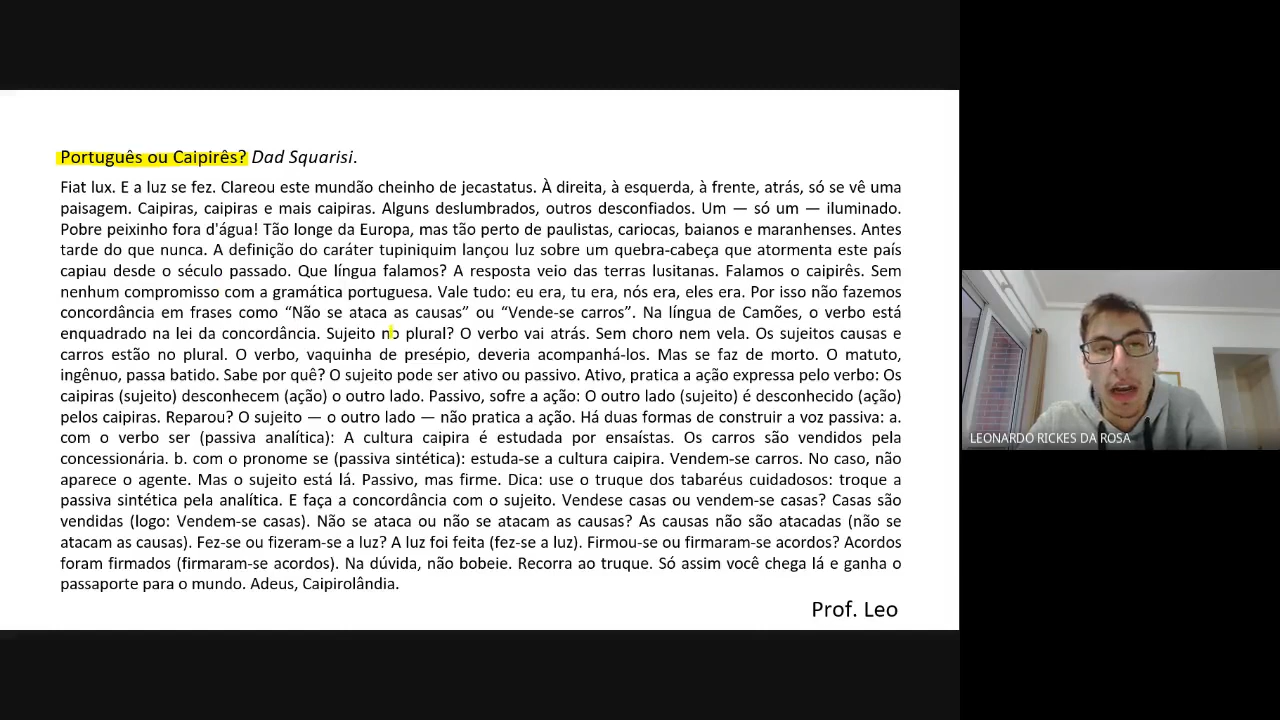 Português ou Caipirês? Dad Squarisi.
Fiat lux. E a luz se fez. Clareou este mundão cheinho de jecastatus. À direita, à esquerda, à frente, atrás, só se vê uma
paisagem. Caipiras, caipiras e mais caipiras. Alguns deslumbrados, outros desconfiados. Um — só um — iluminado.
Pobre peixinho fora d'água! Tão longe da Europa, mas tão perto de paulistas, cariocas, baianos e maranhenses. Antes
tarde do que nunca. A definição do caráter tupiniquim lançou luz sobre um quebra-cabeça que atormenta este país
capiau desde o século passado. Que língua falamos? A resposta veio das terras lusitanas. Falamos o caipirês. Sem
nenhum compromisso com a gramática portuguesa. Vale tudo: eu era, tu era, nós era, eles era. Por isso não fazemos
concordância em frases como “Não se ataca as causas” ou “Vende-se carros”. Na língua de Camões, o verbo está
enquadrado na lei da concordância. Sujeito no plural? O verbo vai atrás. Sem choro nem vela. Os sujeitos causas e
carros estão no plural. O verbo, vaquinha de presépio, deveria acompanhá-los. Mas se faz de morto. O matuto,
ingênuo, passa batido. Sabe por quê? O sujeito pode ser ativo ou passivo. Ativo, pratica a ação expressa pelo verbo: Os
caipiras (sujeito) desconhecem (ação) o outro lado. Passivo, sofre a ação: O outro lado (sujeito) é desconhecido (ação)
pelos caipiras. Reparou? O sujeito — o outro lado — não pratica a ação. Há duas formas de construir a voz passiva: a.
com o verbo ser (passiva analítica): A cultura caipira é estudada por ensaístas. Os carros são vendidos pela
concessionária. b. com o pronome se (passiva sintética): estuda-se a cultura caipira. Vendem-se carros. No caso, não
aparece o agente. Mas o sujeito está lá. Passivo, mas firme. Dica: use o truque dos tabaréus cuidadosos: troque a
passiva sintética pela analítica. E faça a concordância com o sujeito. Vendese casas ou vendem-se casas? Casas são
vendidas (logo: Vendem-se casas). Não se ataca ou não se atacam as causas? As causas não são atacadas (não se
atacam as causas). Fez-se ou fizeram-se a luz? A luz foi feita (fez-se a luz). Firmou-se ou firmaram-se acordos? Acordos
foram firmados (firmaram-se acordos). Na dúvida, não bobeie. Recorra ao truque. Só assim você chega lá e ganha o
passaporte para o mundo. Adeus, Caipirolândia.
Prof. Leo
LEONARDO RICKES DA ROSA